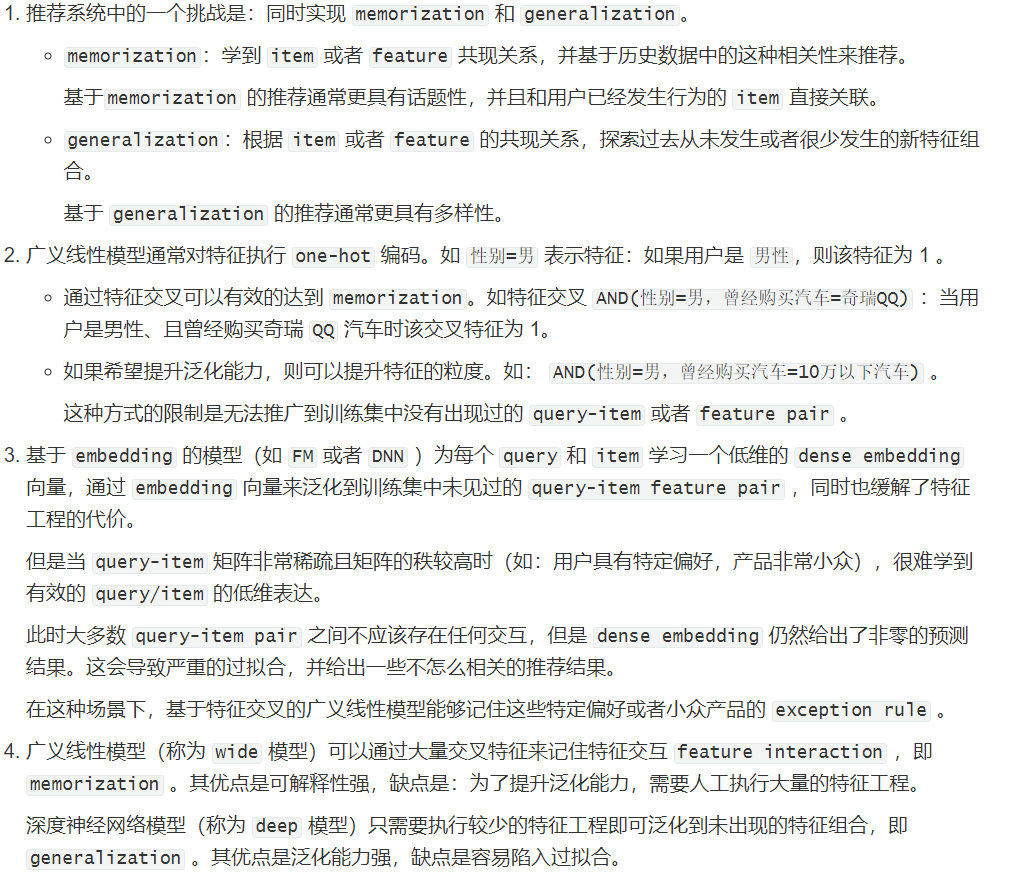 1. 推荐系统中的一个挑战是：同时实现 memorization 和 generalization。
memorization：学到 item 或者 feature 共现关系，并基于历史数据中的这种相关性来推荐。
基于memorization 的推荐通常更具有话题性，并且和用户已经发生行为的 item 直接关联。
generalization：根据 item 或者 feature 的共现关系，探索过去从未发生或者很少发生的新特征组
合。
基于 generalization 的推荐通常更具有多样性。
2. 广义线性模型通常对特征执行 one-hot 编码。如 性别=男 表示特征：如果用户是 男性，则该特征为 1 。
通过特征交叉可以有效的达到 memorization。如特征交叉 AND(性别=男，曾经购买汽车=奇瑞QQ) ：当用
户是男性、且曾经购买奇瑞 QQ 汽车时该交叉特征为 1。
如果希望提升泛化能力，则可以提升特征的粒度。如： AND(性别=男，曾经购买汽车=10万以下汽车) 。
这种方式的限制是无法推广到训练集中没有出现过的 query-item 或者 feature pair 。
3. 基于 embedding 的模型（如 FM 或者 DNN ）为每个 query 和 item 学习一个低维的 dense embedding
向量，通过 embedding 向量来泛化到训练集中未见过的 query-item feature pair ，同时也缓解了特征
工程的代价。
但是当 query-item 矩阵非常稀疏且矩阵的秩较高时（如：用户具有特定偏好，产品非常小众），很难学到
有效的 query/item 的低维表达。
此时大多数 query-item pair 之间不应该存在任何交互，但是 dense embedding 仍然给出了非零的预测
结果。这会导致严重的过拟合，并给出一些不怎么相关的推荐结果。
在这种场景下，基于特征交叉的广义线性模型能够记住这些特定偏好或者小众产品的 exception rule 。
4. 广义线性模型（称为 wide 模型）可以通过大量交叉特征来记住特征交互 feature interaction ，即
memorization 。其优点是可解释性强，缺点是：为了提升泛化能力，需要人工执行大量的特征工程。
深度神经网络模型（称为 deep 模型）只需要执行较少的特征工程即可泛化到未出现的特征组合，即
generalization 。其优点是泛化能力强，缺点是容易陷入过拟合。